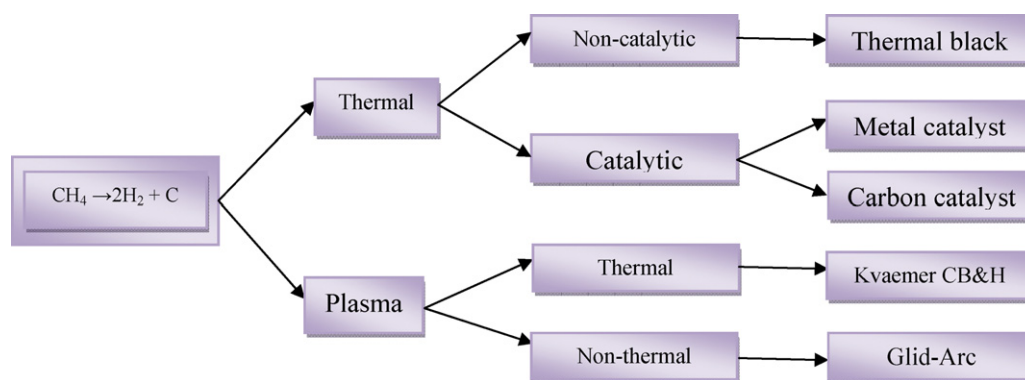 Non-catalytic
Thermal black
Thermal
Metal catalyst
Catalytic
CH₄ →2H₂ + C
Carbon catalyst
Thermal
Kvaemer CB&H
Plasma
Non-thermal
Glid-Arc